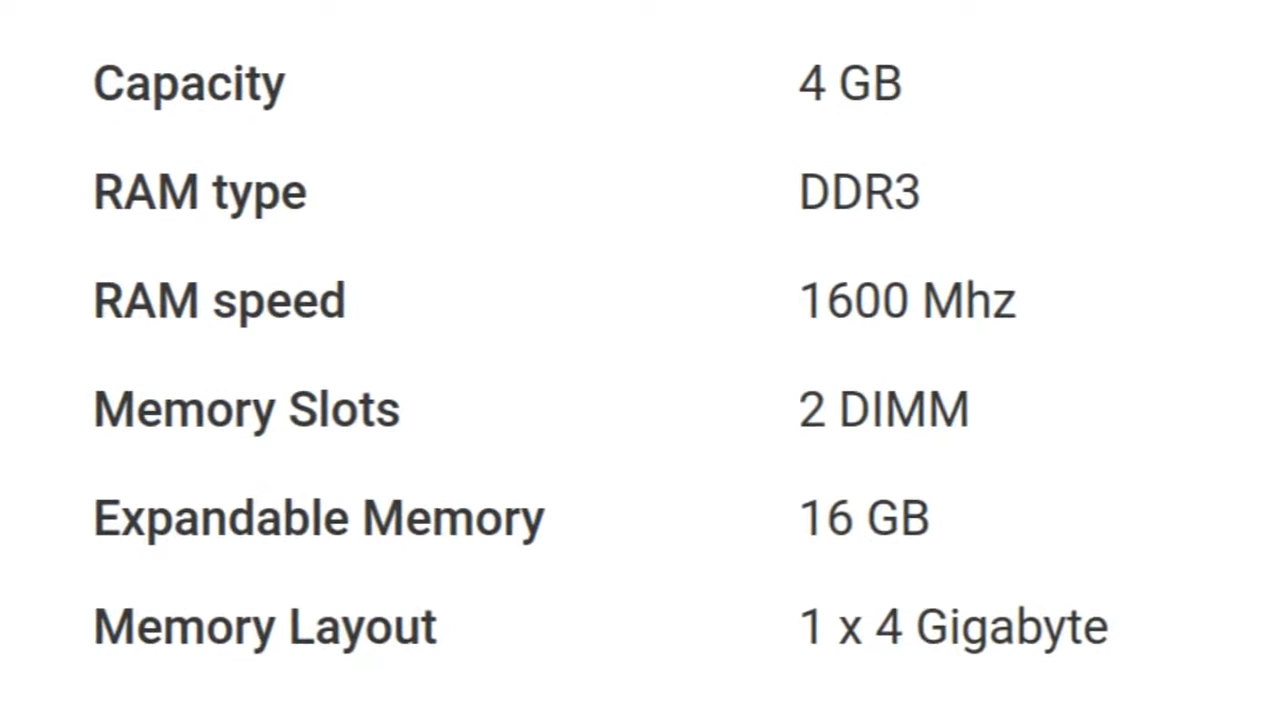 Capacity 4 GB
RAM type DDR3
RAM speed 1600 Mhz
Memory Slots 2 DIMM
Expandable Memory 16 GB
Memory Layout 1 x 4 Gigabyte